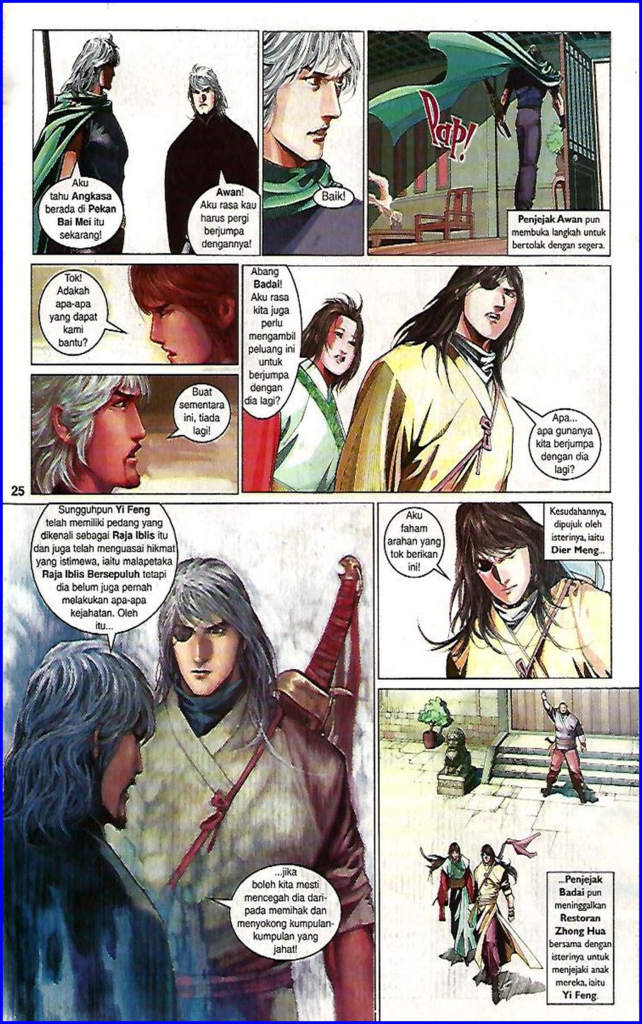 Aku
tahu Angkasa
berada di Pekan
Bai Mei itu
sekarang!
Awan!
Aku rasa kau
harus pergi
berjumpa
dengannya!
Baik!
Pap!
Penjejak Awan pun
membuka langkah untuk
bertolak dengan segera.
Tok!
Adakah
apa-apa
yang dapat
kami
bantu?
Buat
sementara
ini, tiada
lagi!
Abang
Badai!
Aku rasa
kita juga
perlu
mengambil
peluang ini
untuk
berjumpa
dengan
dia lagi?
Apa...
apa gunanya
kita berjumpa
dengan dia
lagi?
25
Sungguhpun Yi Feng
telah memiliki pedang yang
dikenali sebagai Raja Iblis itu
dan juga telah menguasai hikmat
yang istimewa, iaitu malapetaka
Raja Iblis Bersepuluh tetapi
dia belum juga pernah
melakukan apa-apa
kejahatan. Oleh
itu...
...jika
boleh kita mesti
mencegah dia dari-
pada memihak dan
menyokong kumpulan-
kumpulan yang
jahat!
Aku
faham
arahan yang
tok berikan
ini!
Kesudahannya,
dipujuk oleh
isterinya, iaitu
Dier Meng...
...Penjejak
Badai pun
meninggalkan
Restoran
Zhong Hua
bersama dengan
isterinya untuk
menjejaki anak
mereka, iaitu
Yi Feng.